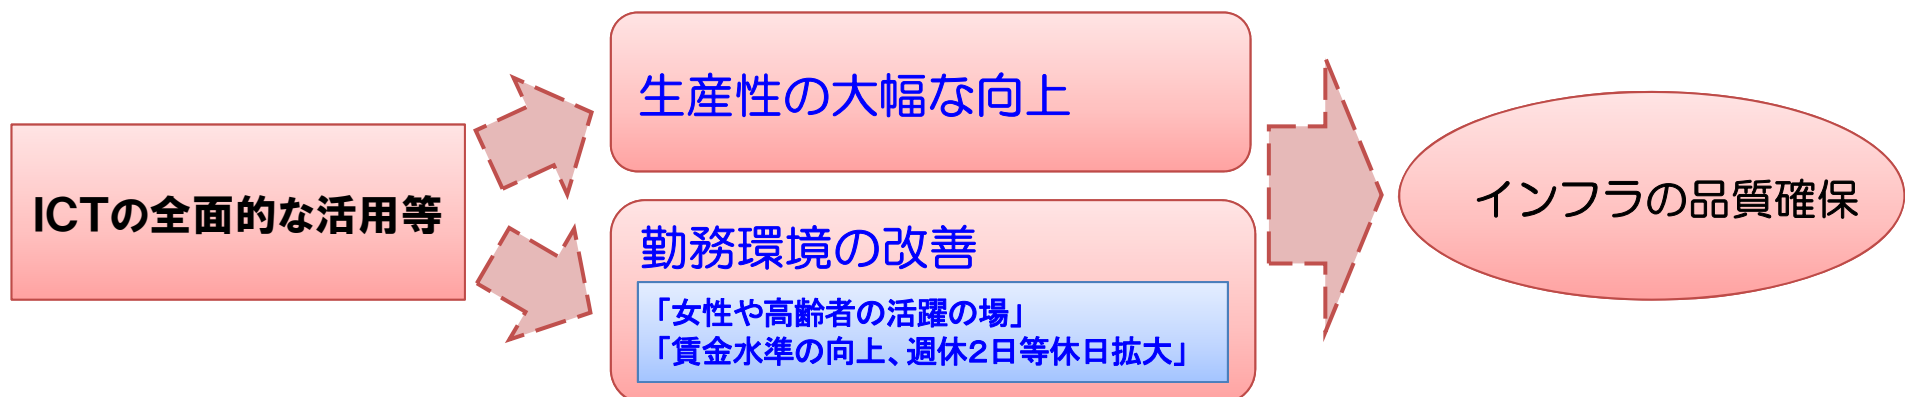 ICTの全面的な活用等
生産性の大幅な向上
勤務環境の改善
「女性や高齢者の活躍の場」
「賃金水準の向上、週休2日等休日拡大」
インフラの品質確保